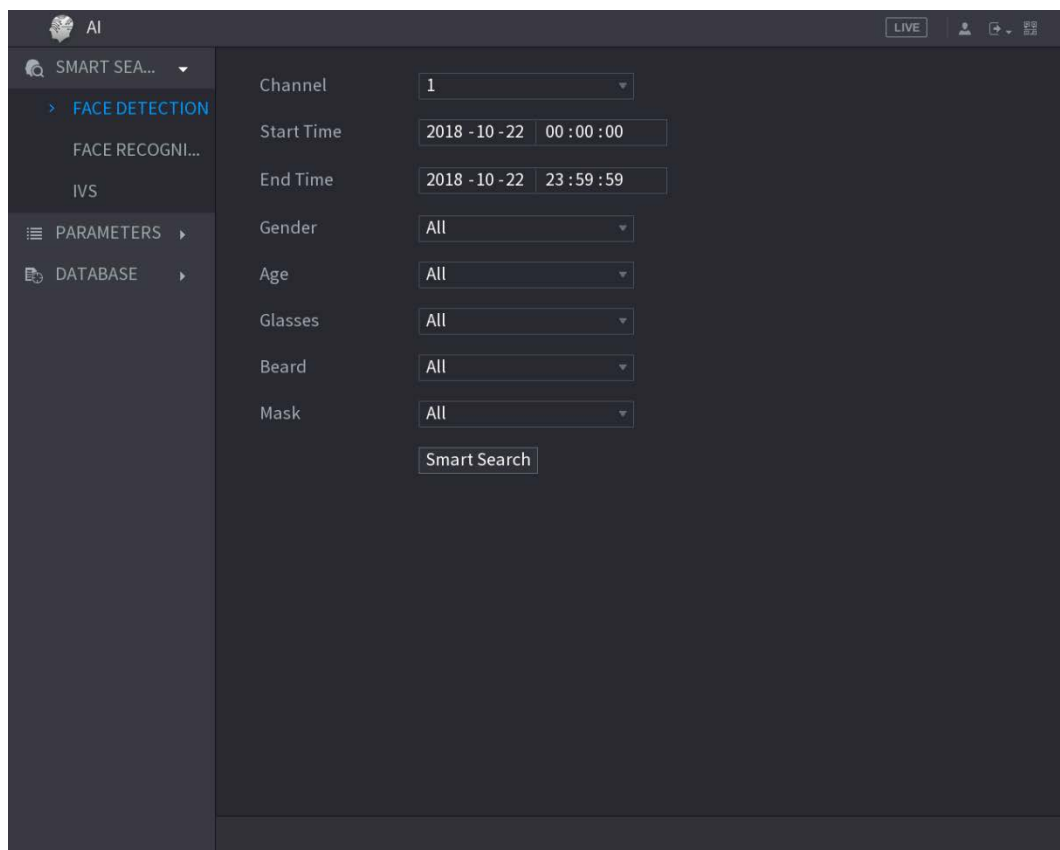 AI
LIVE
SMART SEA...
FACE DETECTION
FACE RECOGNI...
IVS
PARAMETERS
DATABASE
Channel 1
Start Time 2018 - 10 - 22 00 : 00 : 00
End Time 2018 - 10 - 22 23 : 59 : 59
Gender All
Age All
Glasses All
Beard All
Mask All
Smart Search